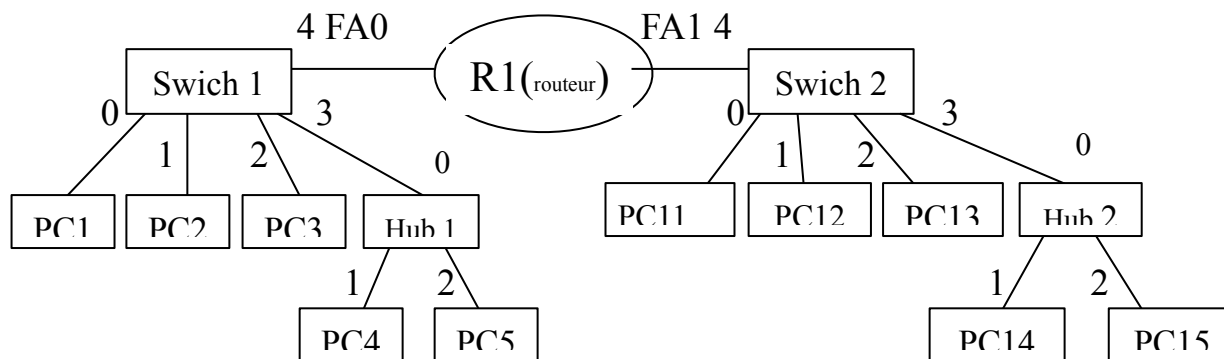 4 FA0 FA1 4
R1(routeur)
Swich 1 Swich 2
0 1 2 3 0 0 1 2 3 0
PC1 PC2 PC3 Hub 1 PC11 PC12 PC13 Hub 2
1 2 1 2
PC4 PC5 PC14 PC15